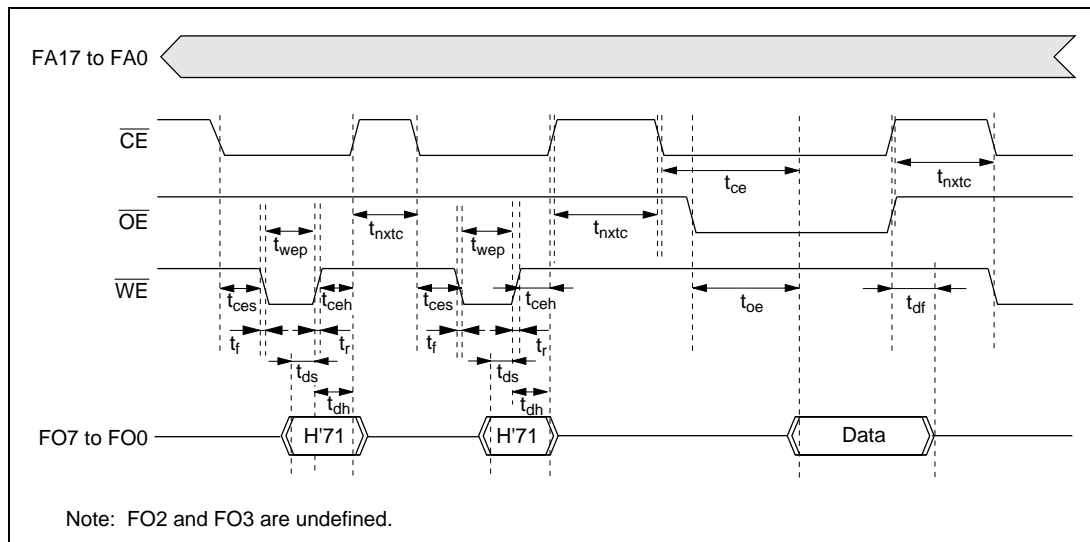 FA17 to FA0
CE
tce
tnxtc
OE
twep
tnxtc
twep
tnxtc
WE
tces
tceh
tces
tceh
toe
tdf
tf
tr
tf
tr
tds
tds
tdh
tdh
FO7 to FO0
H'71
H'71
Data
Note: FO2 and FO3 are undefined.